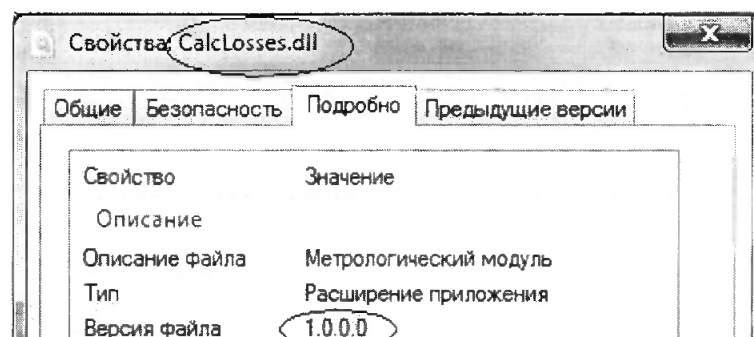 Свойства: CalcLosses.dll
Общие Безопасность Подробно Предыдущие версии
Свойство Значение
Описание
Описание файла Метрологический модуль
Тип Расширение приложения
Версия файла 1.0.0.0